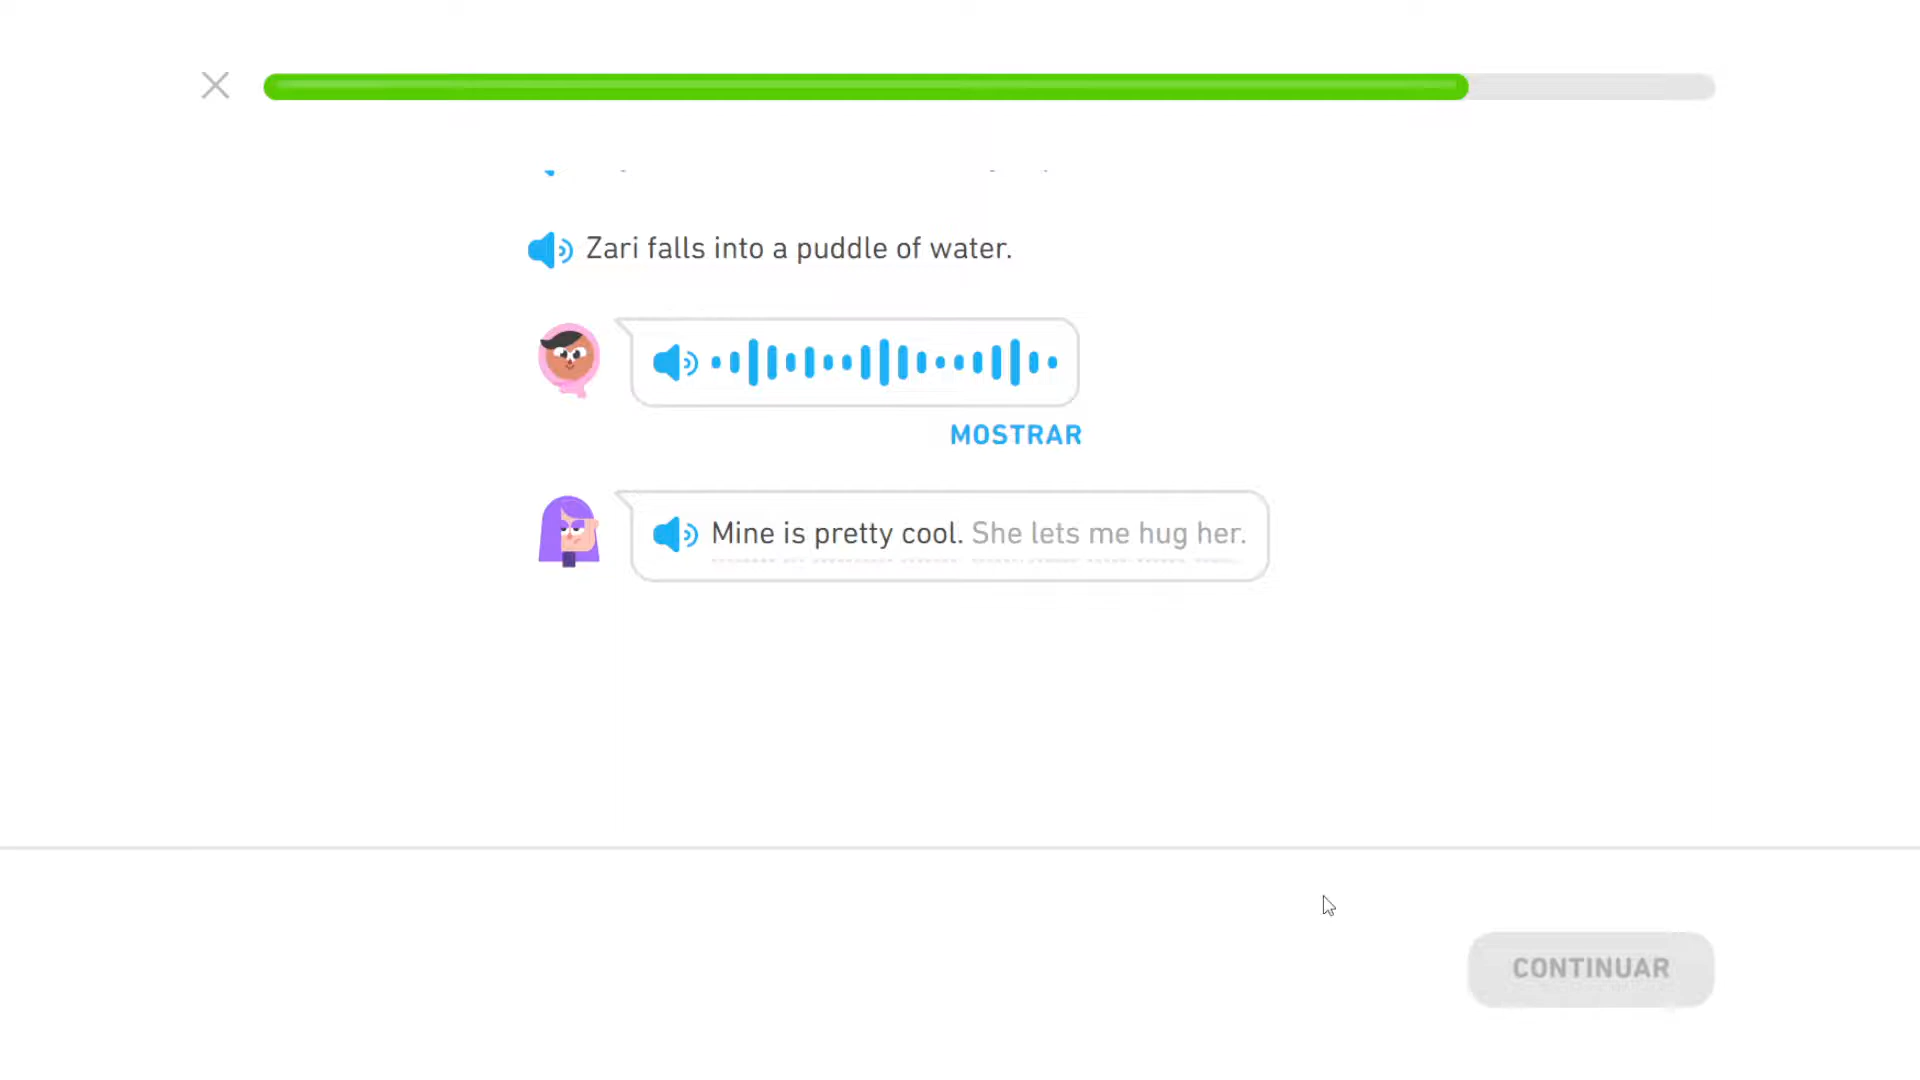 Zari falls into a puddle of water.
MOSTRAR
Mine is pretty cool. She lets me hug her.
CONTINUAR